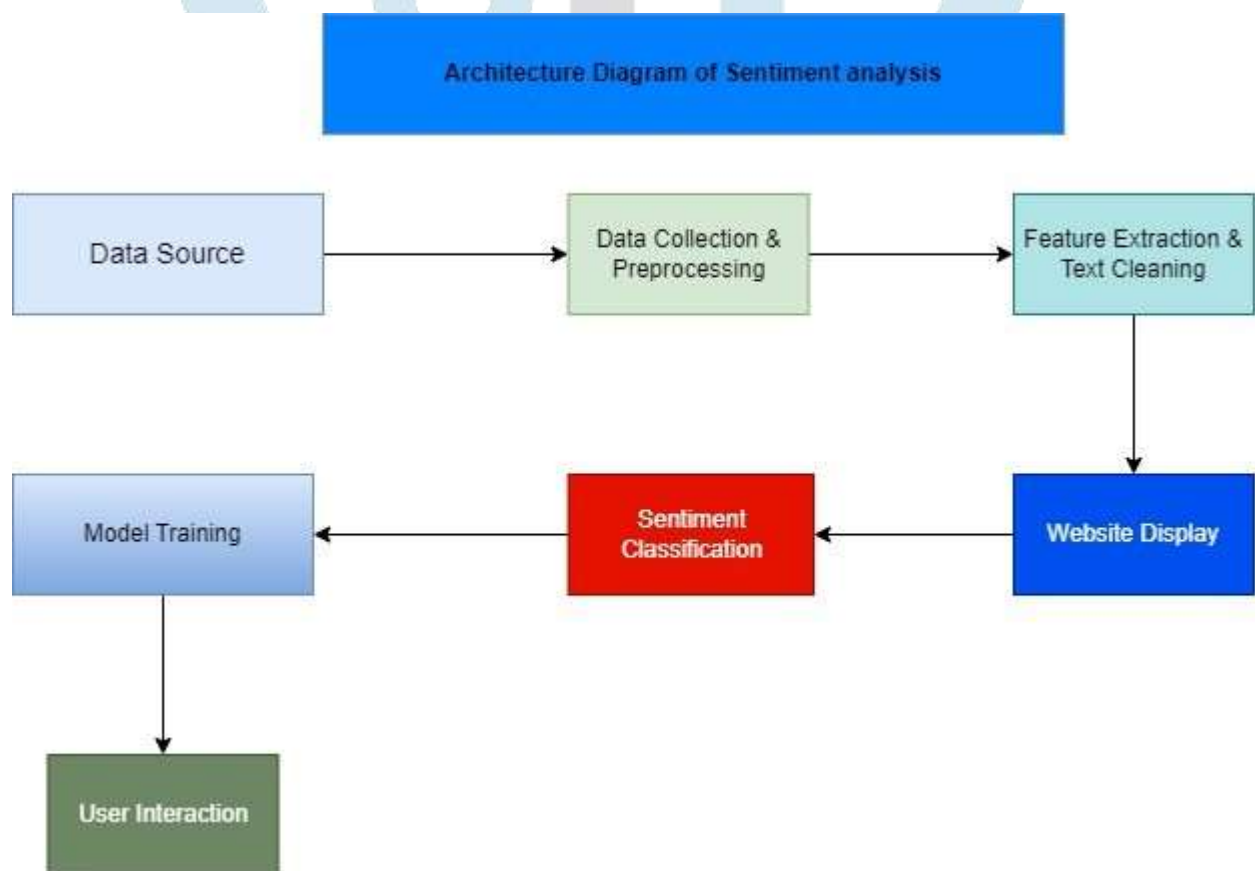 Architecture Diagram of Sentiment analysis
Data Source
Data Collection &
Preprocessing
Feature Extraction &
Text Cleaning
Model Training
Sentiment
Classification
Website Display
User Interaction